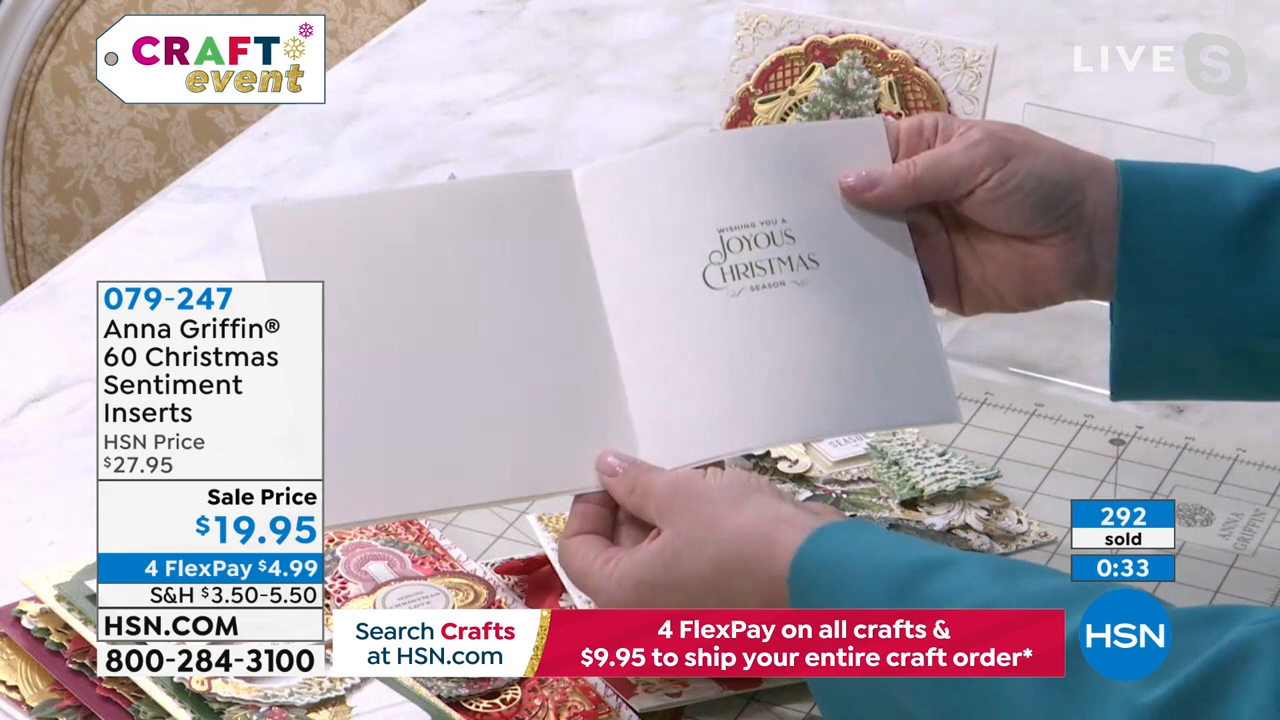 CRAFT
event
LIVE S
WISHING YOU A
JOYOUS
CHRISTMAS
SEASON
079-247
Anna Griffin®
60 Christmas
Sentiment
Inserts
HSN Price
$27.95
Sale Price
$19.95
4 FlexPay $4.99
S&H $3.50-5.50
HSN.COM
800-284-3100
SEASON
CHRISTMAS
LOVE
ANNA
GRIFFIN
292
sold
0:33
Search Crafts
at HSN.com
4 FlexPay on all crafts &
$9.95 to ship your entire craft order*
HSN